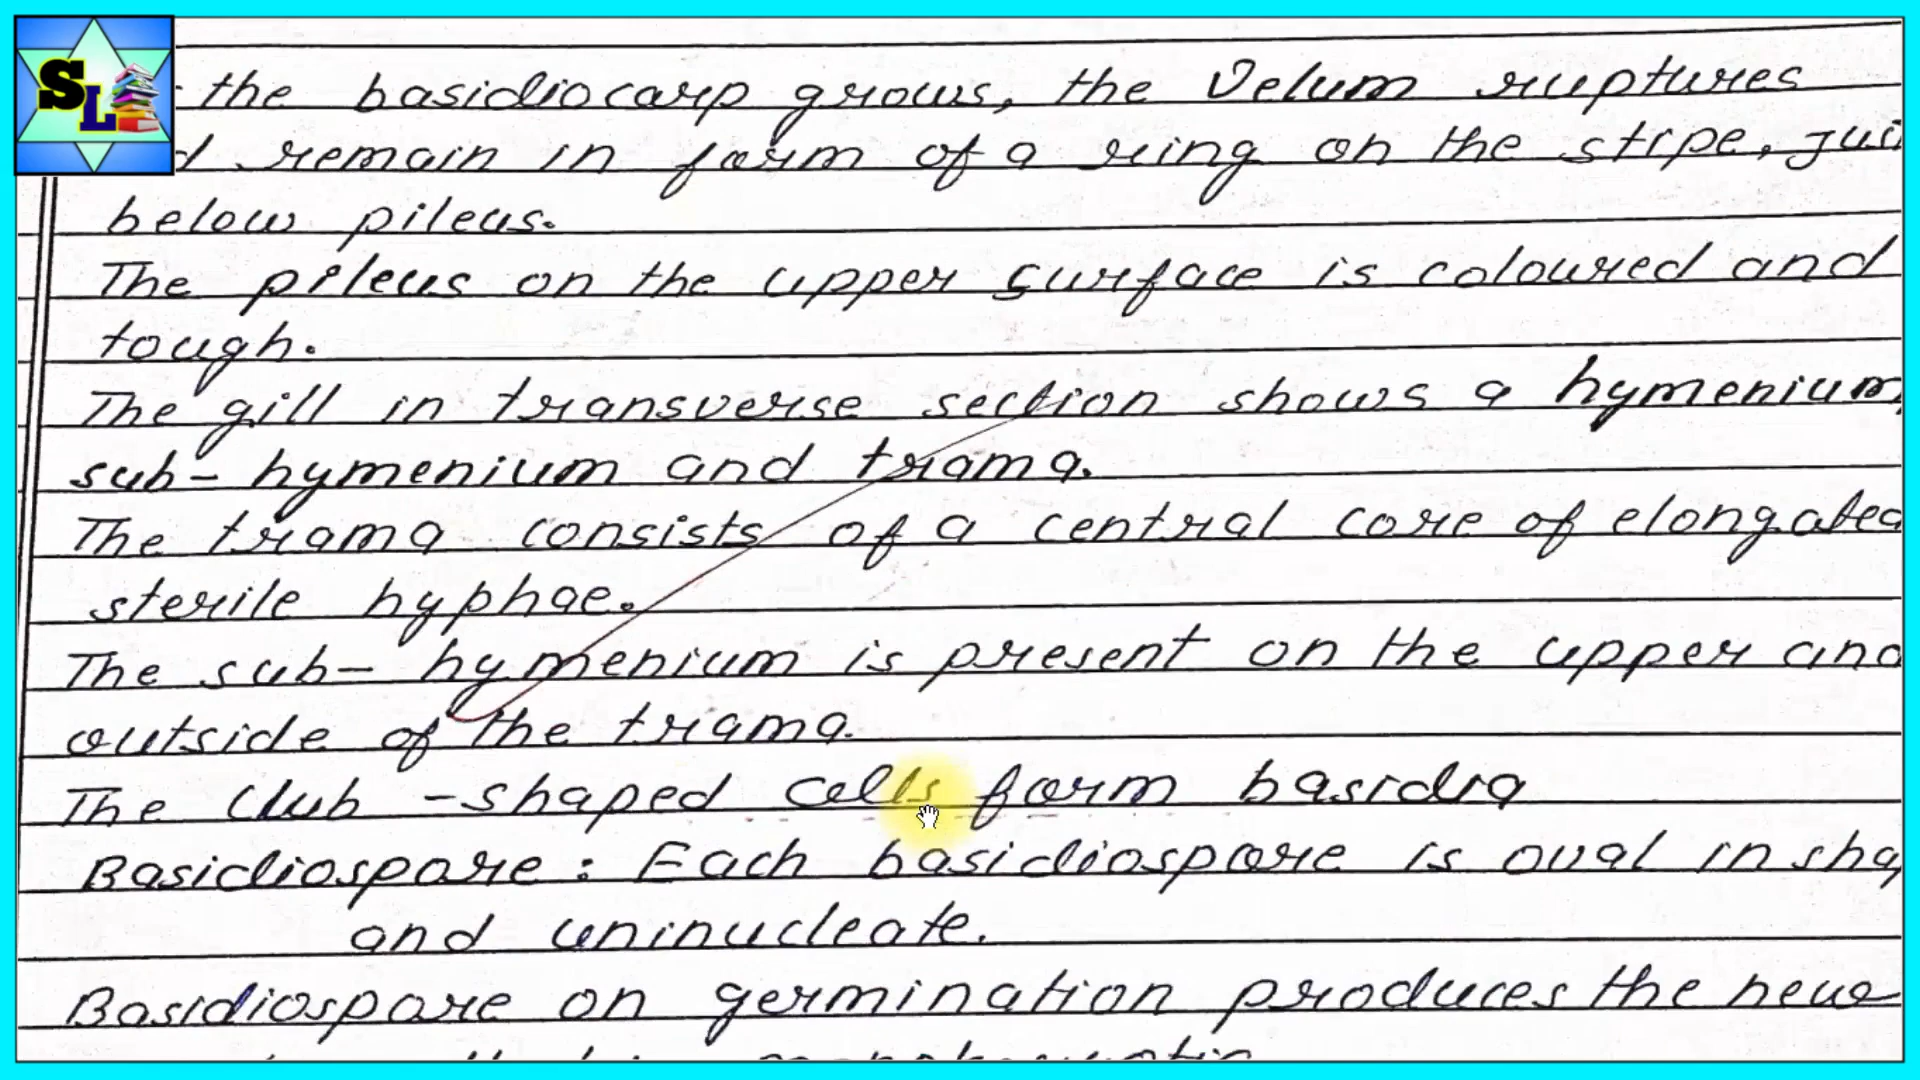 SL
the basidiocarp grows, the Velum ruptures
remain in form of a ring on the stipe,
below pileus.
The pileus on the upper surface is coloured and
tough.
The gill in transverse section shows a hymenium,
sub- hymenium and trama.
The trama consists of a central core of elongated
sterile hyphae.
The sub- hymenium is present on the upper and
outside of the trama.
The Club -shaped cells form basidia
Basidiospore : Each basidiospore is oval in sha
and uninucleate.
Basidiospore on germination produces the new